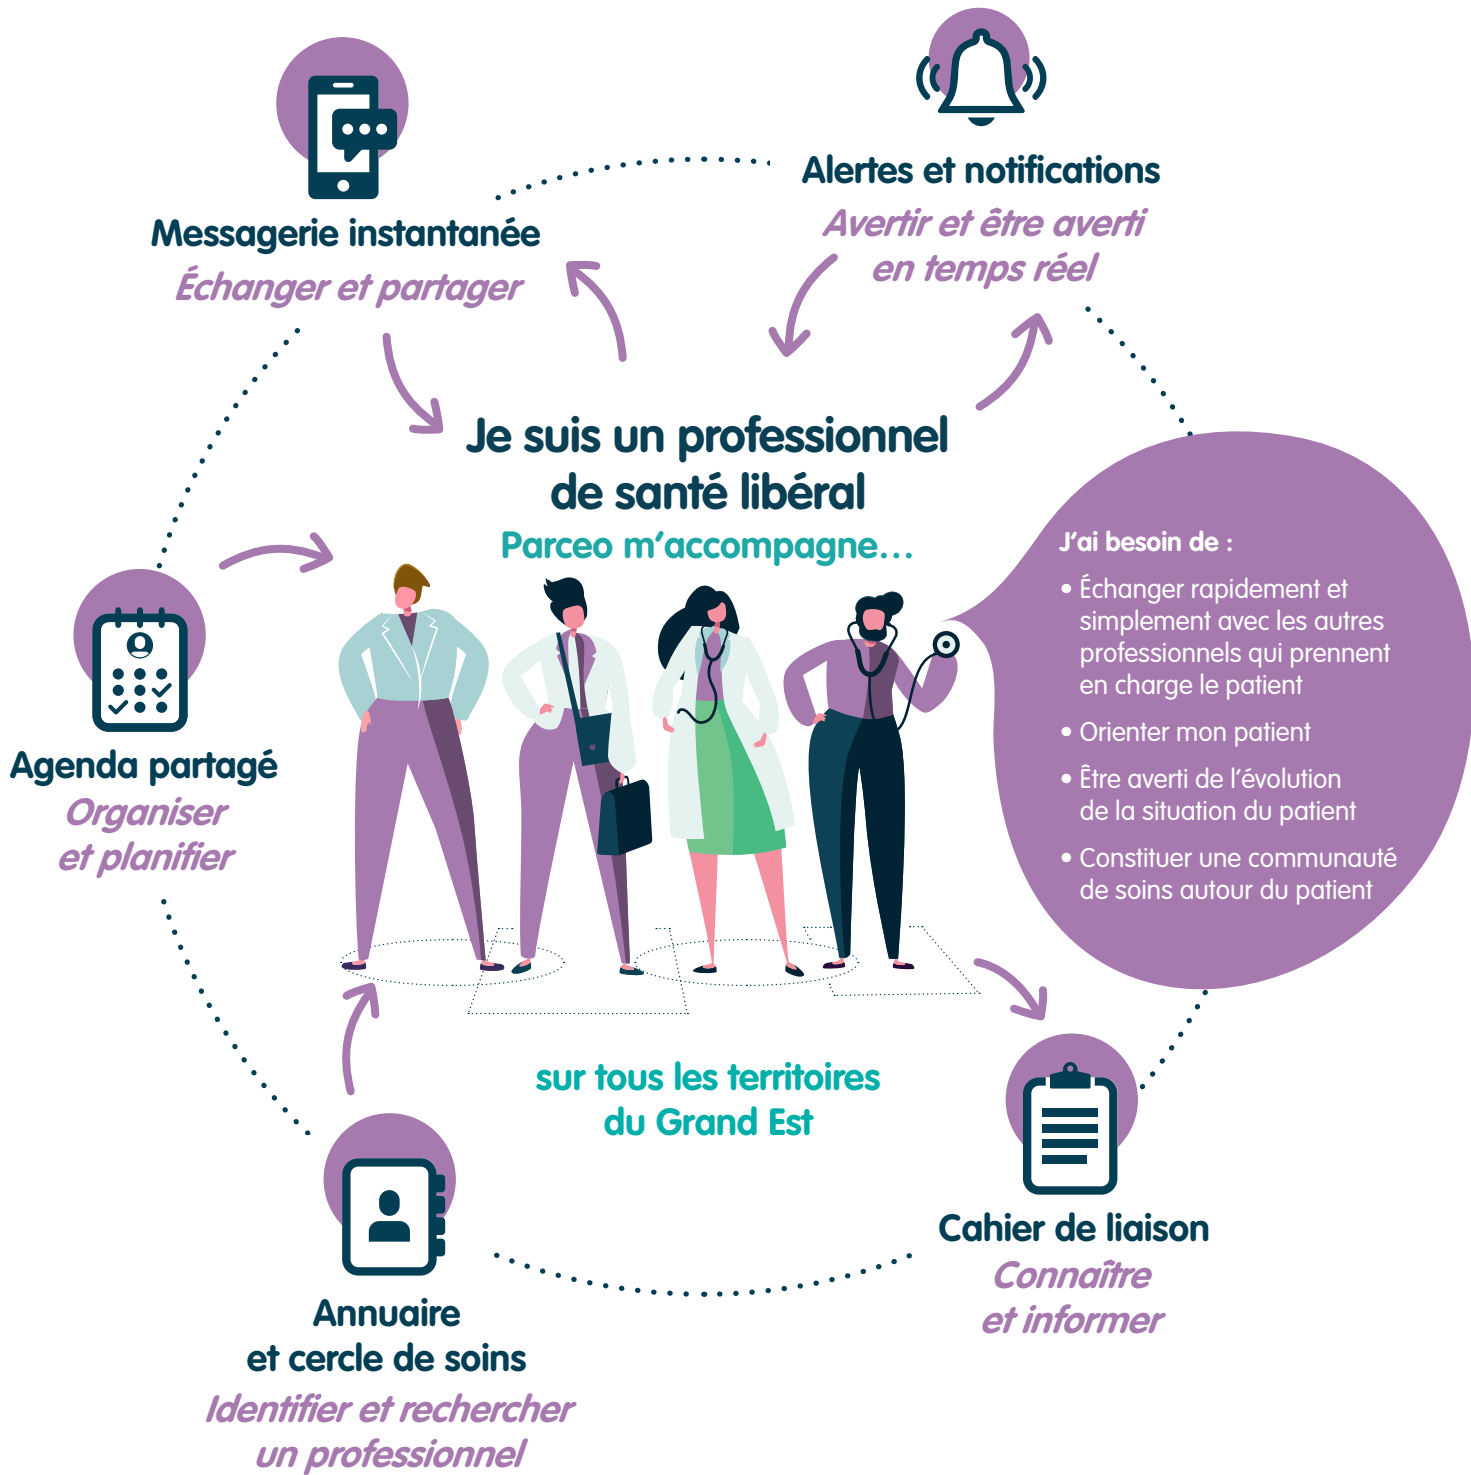 Messagerie instantanée
Échanger et partager
Alertes et notifications
Avertir et être averti
en temps réel
Je suis un professionnel
de santé libéral
Parceo m’accompagne…
J’ai besoin de :
• Échanger rapidement et
simplement avec les autres
professionnels qui prennent
en charge le patient
• Orienter mon patient
• Être averti de l’évolution
de la situation du patient
• Constituer une communauté
de soins autour du patient
Agenda partagé
Organiser
et planifier
sur tous les territoires
du Grand Est
Cahier de liaison
Connaître
et informer
Annuaire
et cercle de soins
Identifier et rechercher
un professionnel